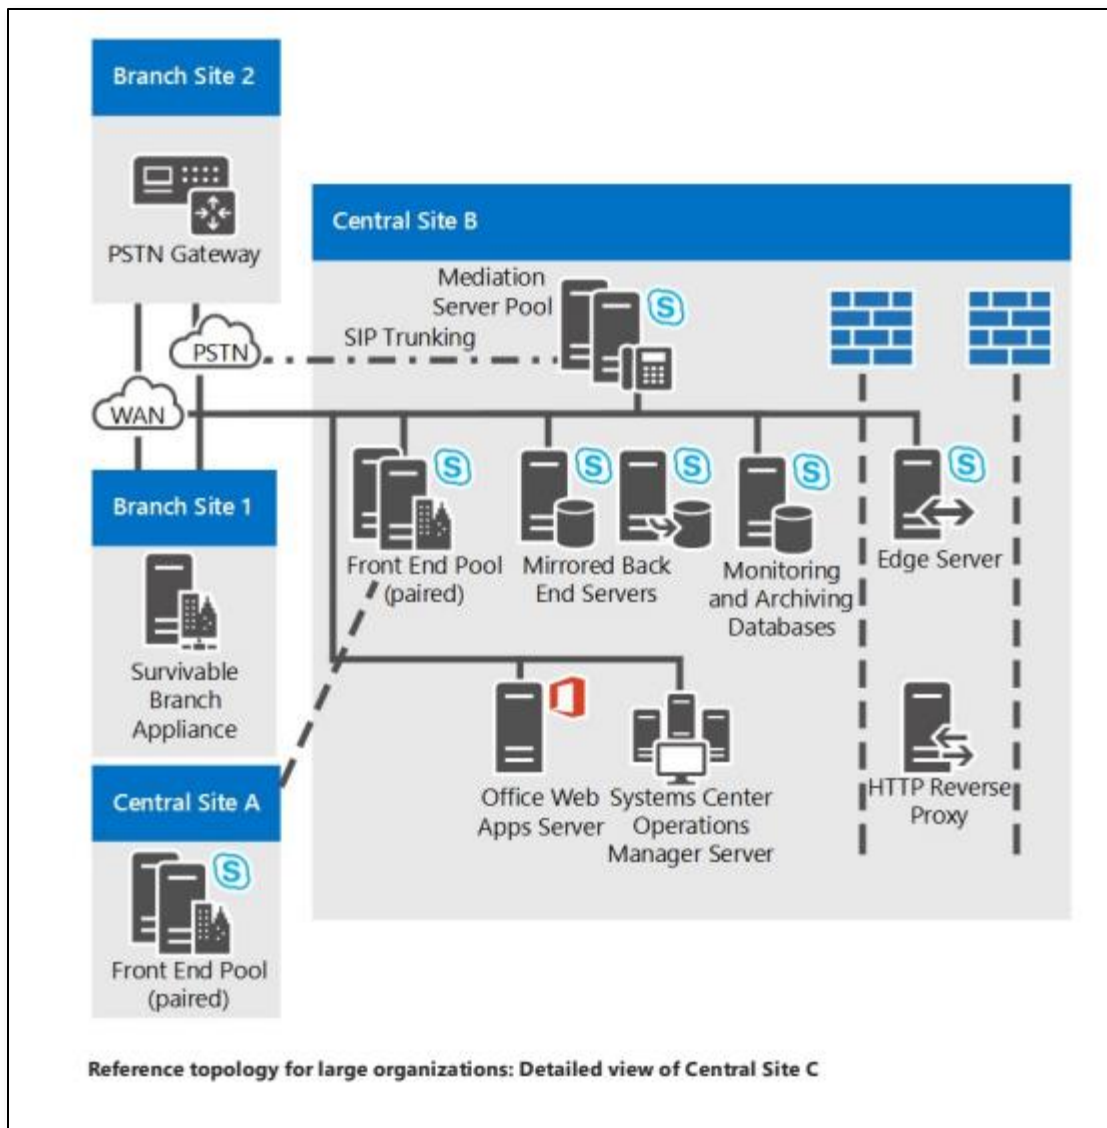 Branch Site 2
PSTN Gateway
Central Site B
Mediation
Server Pool
SIP Trunking
PSTN
WAN
Branch Site 1
Survivable
Branch
Appliance
Front End Pool
(paired)
Mirrored Back
End Servers
Monitoring
and Archiving
Databases
Edge Server
Office Web
Apps Server
Systems Center
Operations
Manager Server
HTTP Reverse
Proxy
Central Site A
Front End Pool
(paired)
Reference topology for large organizations: Detailed view of Central Site C